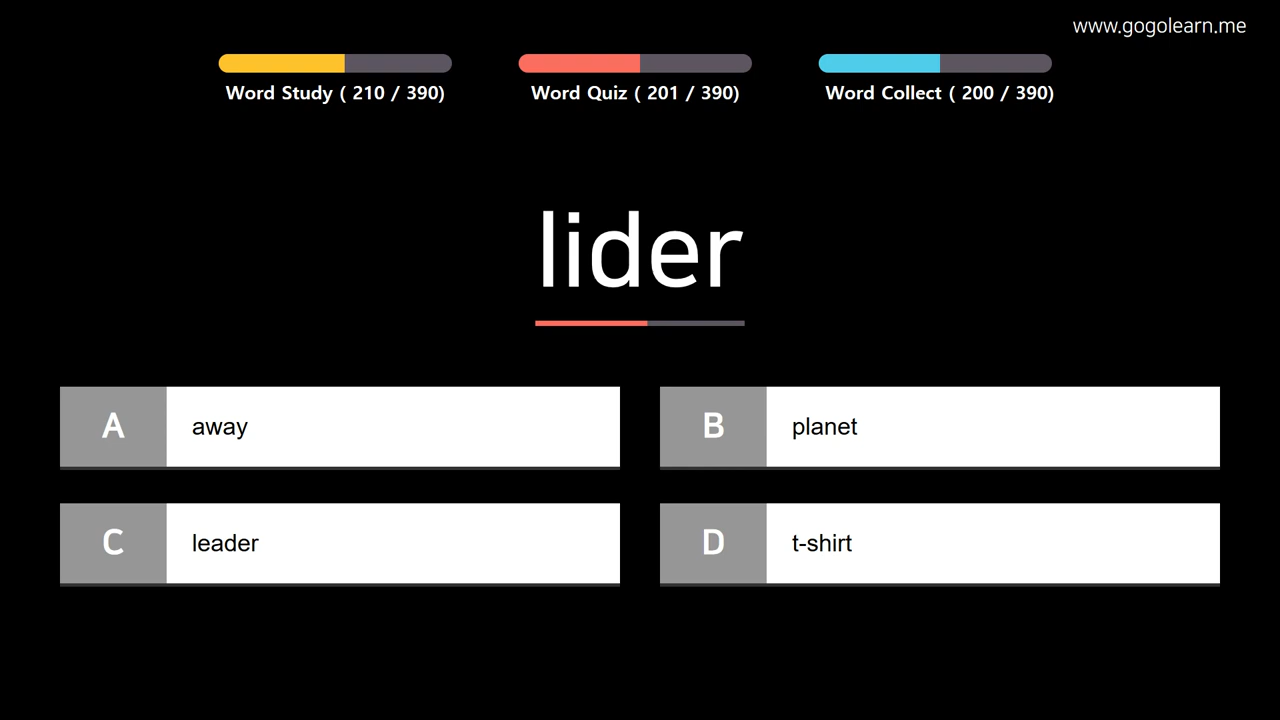 www.gogolearn.me
Word Study ( 210 / 390)
Word Quiz ( 201 / 390)
Word Collect ( 200 / 390)
lider
A away
B planet
C leader
D t-shirt